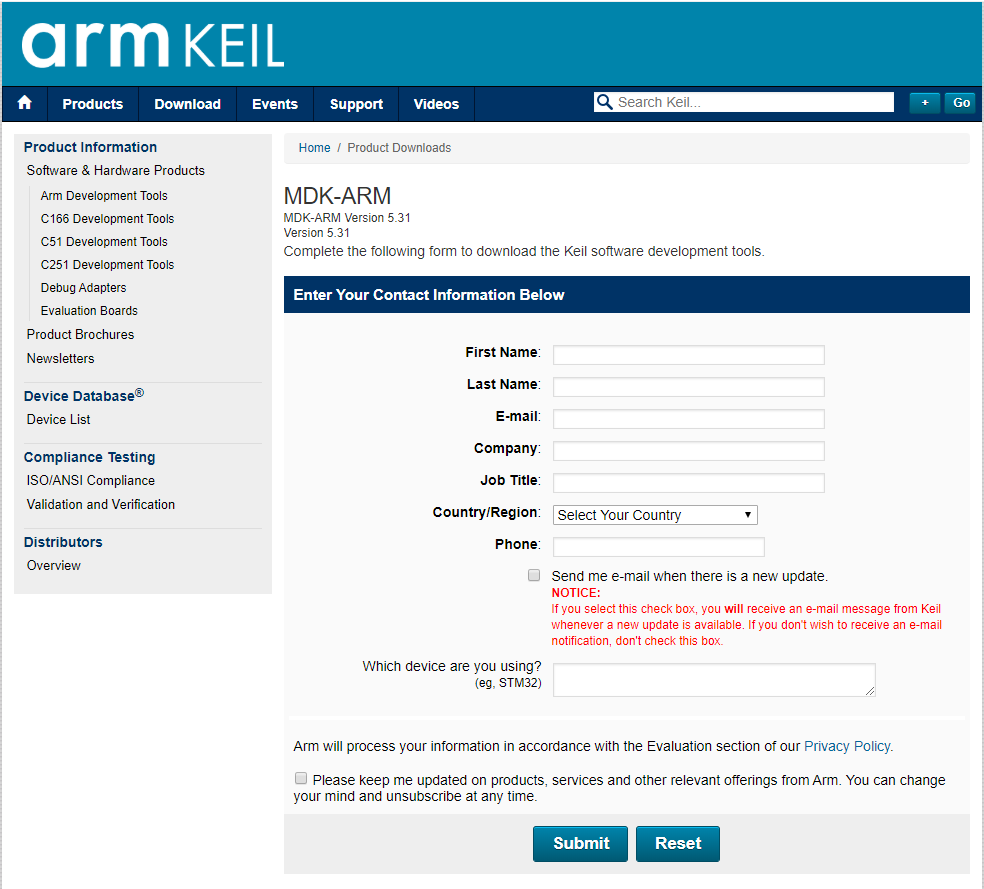 arm KEIL
Products Download Events Support Videos Search Keil... + Go
Product Information
Software & Hardware Products
Arm Development Tools
C166 Development Tools
C51 Development Tools
C251 Development Tools
Debug Adapters
Evaluation Boards
Product Brochures
Newsletters
Device Database®
Device List
Compliance Testing
ISO/ANSI Compliance
Validation and Verification
Distributors
Overview
Home / Product Downloads
MDK-ARM
MDK-ARM Version 5.31
Version 5.31
Complete the following form to download the Keil software development tools.
Enter Your Contact Information Below
First Name:
Last Name:
E-mail:
Company:
Job Title:
Country/Region: Select Your Country
Phone:
Send me e-mail when there is a new update.
NOTICE:
If you select this check box, you will receive an e-mail message from Keil
whenever a new update is available. If you don't wish to receive an e-mail
notification, don't check this box.
Which device are you using?
(eg, STM32)
Arm will process your information in accordance with the Evaluation section of our Privacy Policy.
Please keep me updated on products, services and other relevant offerings from Arm. You can change
your mind and unsubscribe at any time.
Submit Reset